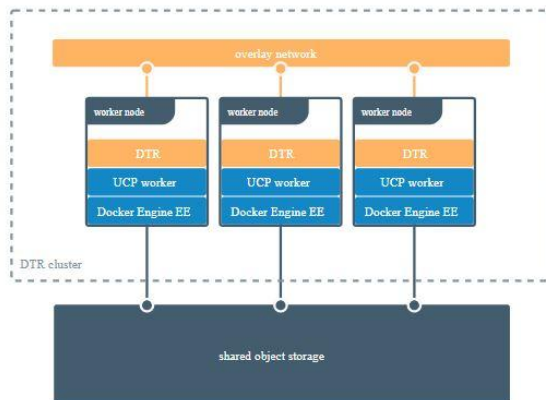 overlay network
worker node
worker node
worker node
DTR
DTR
DTR
UCP worker
UCP worker
UCP worker
Docker Engine EE
Docker Engine EE
Docker Engine EE
DTR cluster
shared object storage